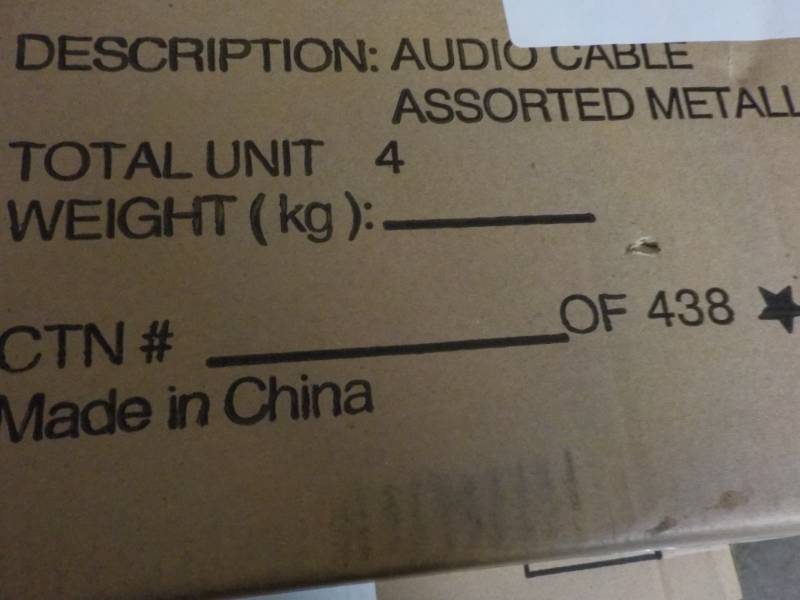 DESCRIPTION: AUDIO CABLE
ASSORTED METALL
TOTAL UNIT 4
WEIGHT (kg):
CTN # OF 438
Made in China